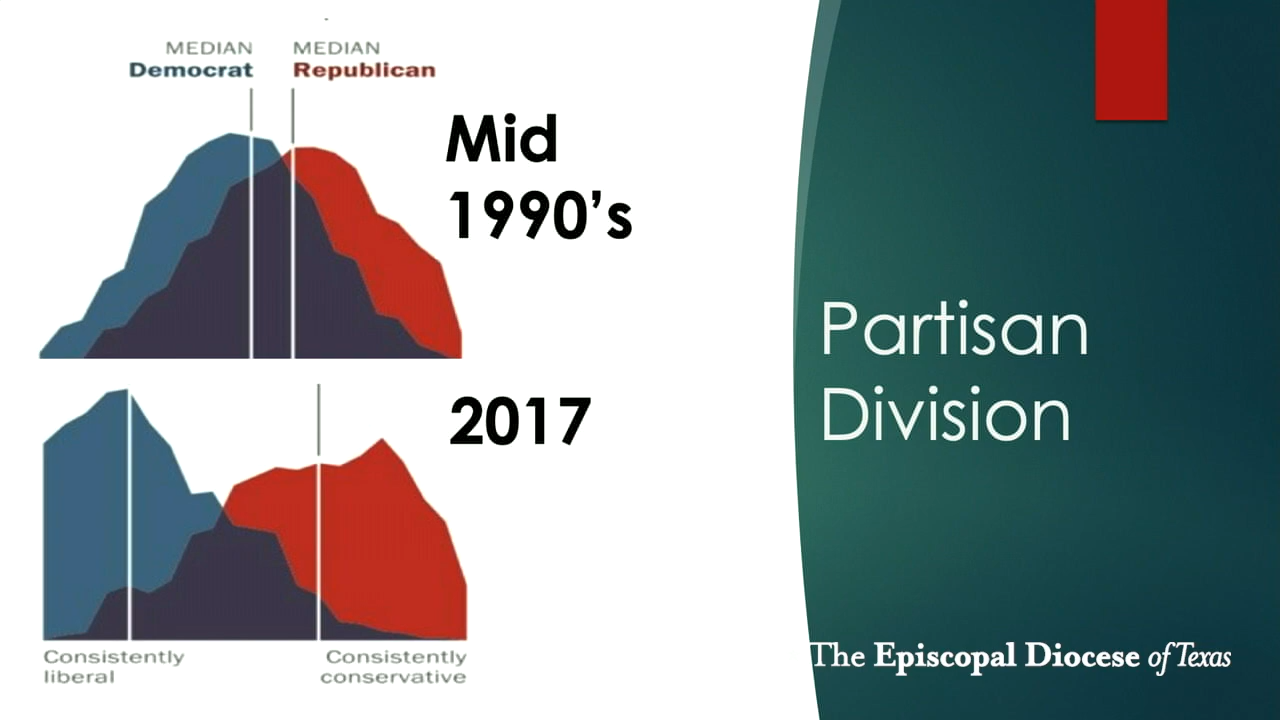 MEDIAN
Democrat
MEDIAN
Republican
Mid
1990’s
2017
Consistently
liberal
Consistently
conservative
Partisan
Division
The Episcopal Diocese of Texas